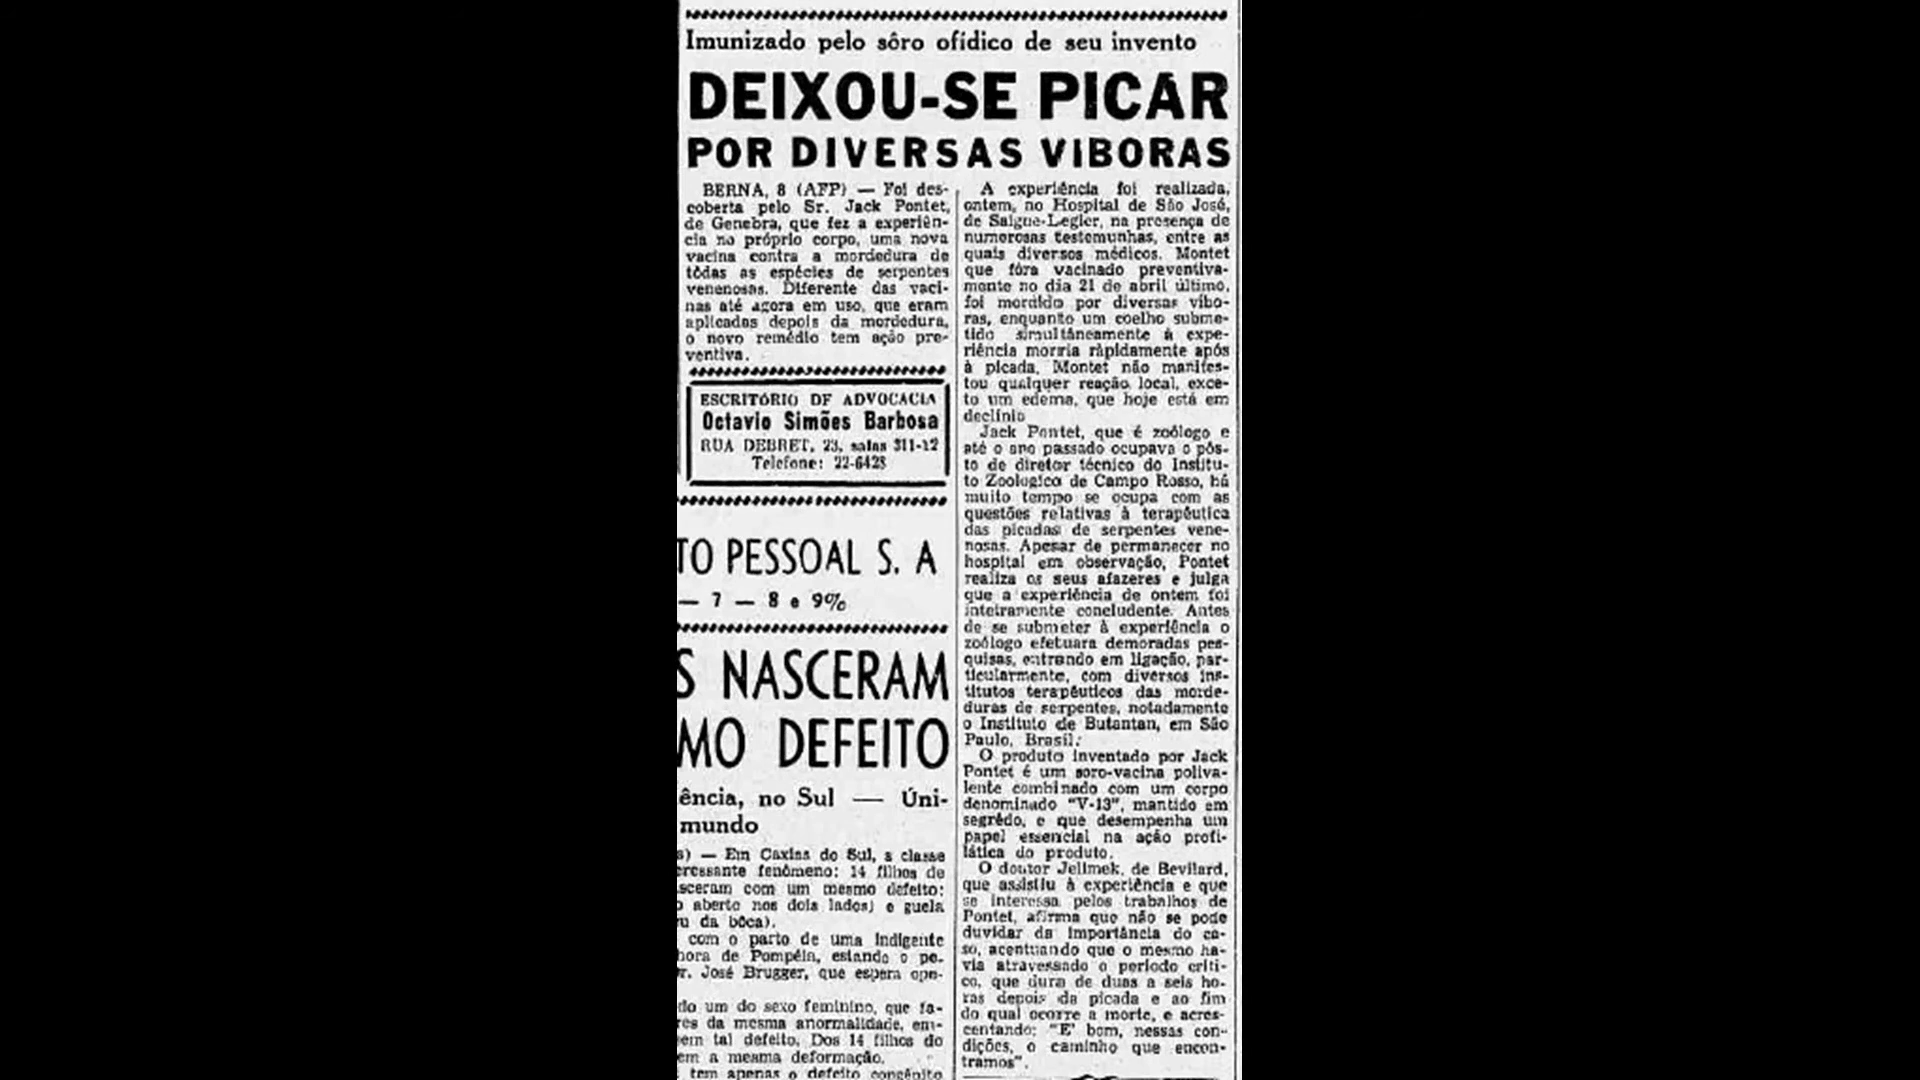 Imunizado pelo sôro ofídico de seu invento
DEIXOU-SE PICAR
POR DIVERSAS VIBORAS
BERNA, 8 (AFP) — Foi des-
coberta pelo Sr. Jack Pontet,
de Genebra, que fez a experiên-
cia no próprio corpo, uma nova
vacina contra a mordedura de
tôdas as espécies de serpentes
venenosas. Diferente das vaci-
nas até agora em uso, que eram
aplicadas depois da mordedura,
o novo remédio tem ação pre-
ventiva.
ESCRITÓRIO DE ADVOCACIA
Octavio Simões Barbosa
RUA DEBRET, 23, salas 311-12
Telefone: 22-6428
TO PESSOAL S. A
— 7 — 8 e 9%
S NASCERAM
MO DEFEITO
ência, no Sul — Úni-
mundo
s) — Em Caxias do Sul, a classe
eressante fenômeno: 14 filhos de
sceram com um mesmo defeito:
o aberto nos dois lados) e guela
u da bôca).
com o parto de uma indigente
hora de Pompéia, estando o pe-
r. José Brugger, que espera ope-
do um do sexo feminino, que fa-
res da mesma anormalidade, em-
em tal defeito. Dos 14 filhos do
em a mesma deformação.
tem apenas o defeito congênito
A experiência foi realizada,
ontem, no Hospital de São José,
de Saigue-Legier, na presença de
numerosas testemunhas, entre as
quais diversos médicos. Montet
que fôra vacinado preventiva-
mente no dia 21 de abril último,
foi mordido por diversas víbo-
ras, enquanto um coelho subme-
tido simultâneamente à expe-
riência morria ràpidamente após
à picada. Montet não manifes-
tou qualquer reação local, exce-
to um edema, que hoje está em
declínio
Jack Pontet, que é zoólogo e
até o ano passado ocupava o pôs-
to de diretor técnico do Institu-
to Zoologico de Campo Rosso, há
muito tempo se ocupa com as
questões relativas à terapêutica
das picadas de serpentes vene-
nosas. Apesar de permanecer no
hospital em observação, Pontet
realiza os seus afazeres e julga
que a experiência de ontem foi
inteiramente concludente. Antes
de se submeter à experiência o
zoólogo efetuara demoradas pes-
quisas, entrando em ligação, par-
ticularmente, com diversos ins-
titutos terapêuticos das morde-
duras de serpentes, notadamente
o Instituto de Butantan, em São
Paulo, Brasil.
O produto inventado por Jack
Pontet é um soro-vacina poliva-
lente combinado com um corpo
denominado "V-13", mantido em
segrêdo, e que desempenha um
papel essencial na ação profi-
lática do produto.
O doutor Jellmek, de Bevilard,
que assistiu à experiência e que
se interessa pelos trabalhos de
Pontet, afirma que não se pode
duvidar da importância do ca-
so, acentuando que o mesmo ha-
via atravessado o período críti-
co, que dura de duas a seis ho-
ras depois da picada e ao fim
do qual ocorre a morte, e acres-
centando: "E' bom, nessas con-
dições, o caminho que encon-
tramos".